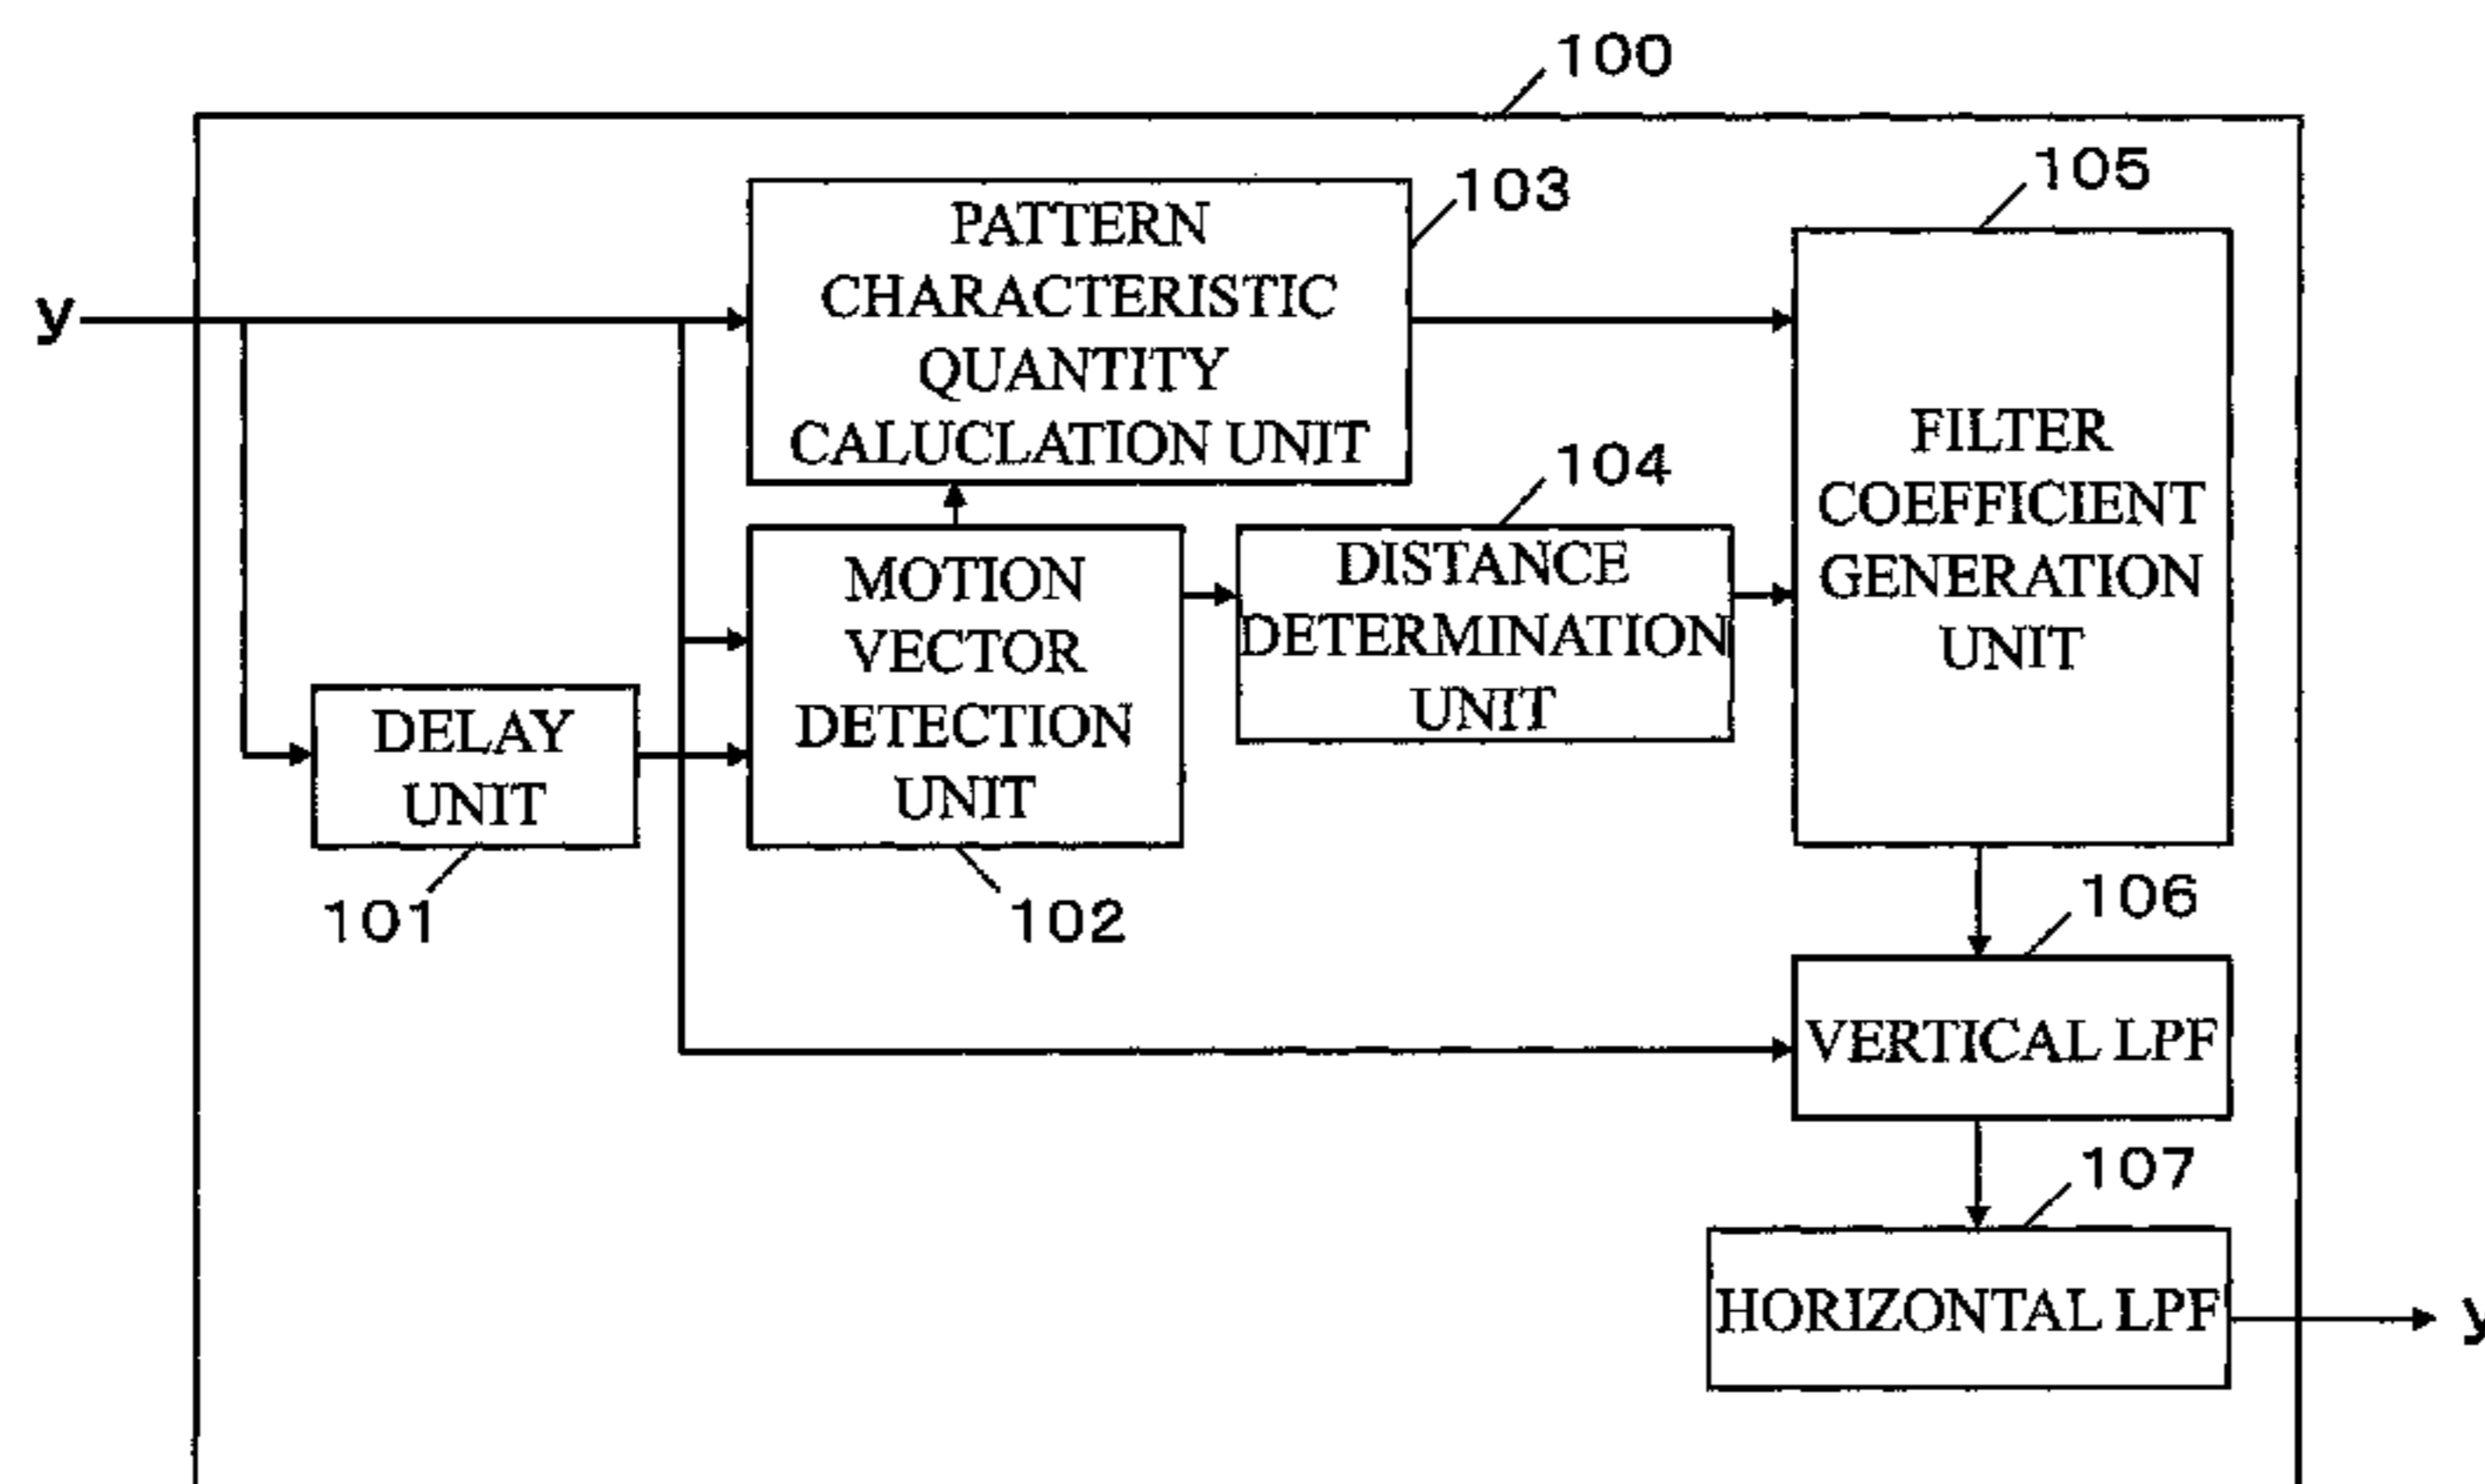 100
103
105
PATTERN
CHARACTERISTIC
QUANTITY
CALUCLATION UNIT
y
FILTER
COEFFICIENT
GENERATION
UNIT
104
MOTION
VECTOR
DETECTION
UNIT
DISTANCE
DETERMINATION
UNIT
DELAY
UNIT
101
102
106
VERTICAL LPF
107
HORIZONTAL LPF
y